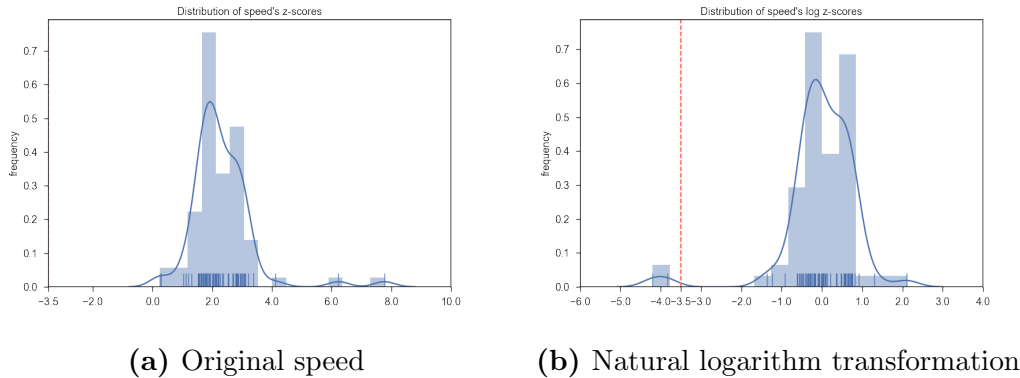 Distribution of speed's z-scores
frequency
0.7
0.6
0.5
0.4
0.3
0.2
0.1
0.0
-3.5 −2.0 0.0 2.0 4.0 6.0 8.0 10.0
(a) Original speed
Distribution of speed's log z-scores
frequency
0.7
0.6
0.5
0.4
0.3
0.2
0.1
0.0
−6.0 −5.0 −4.0 −3.5 −3.0 −2.0 −1.0 0.0 1.0 2.0 3.0 4.0
(b) Natural logarithm transformation